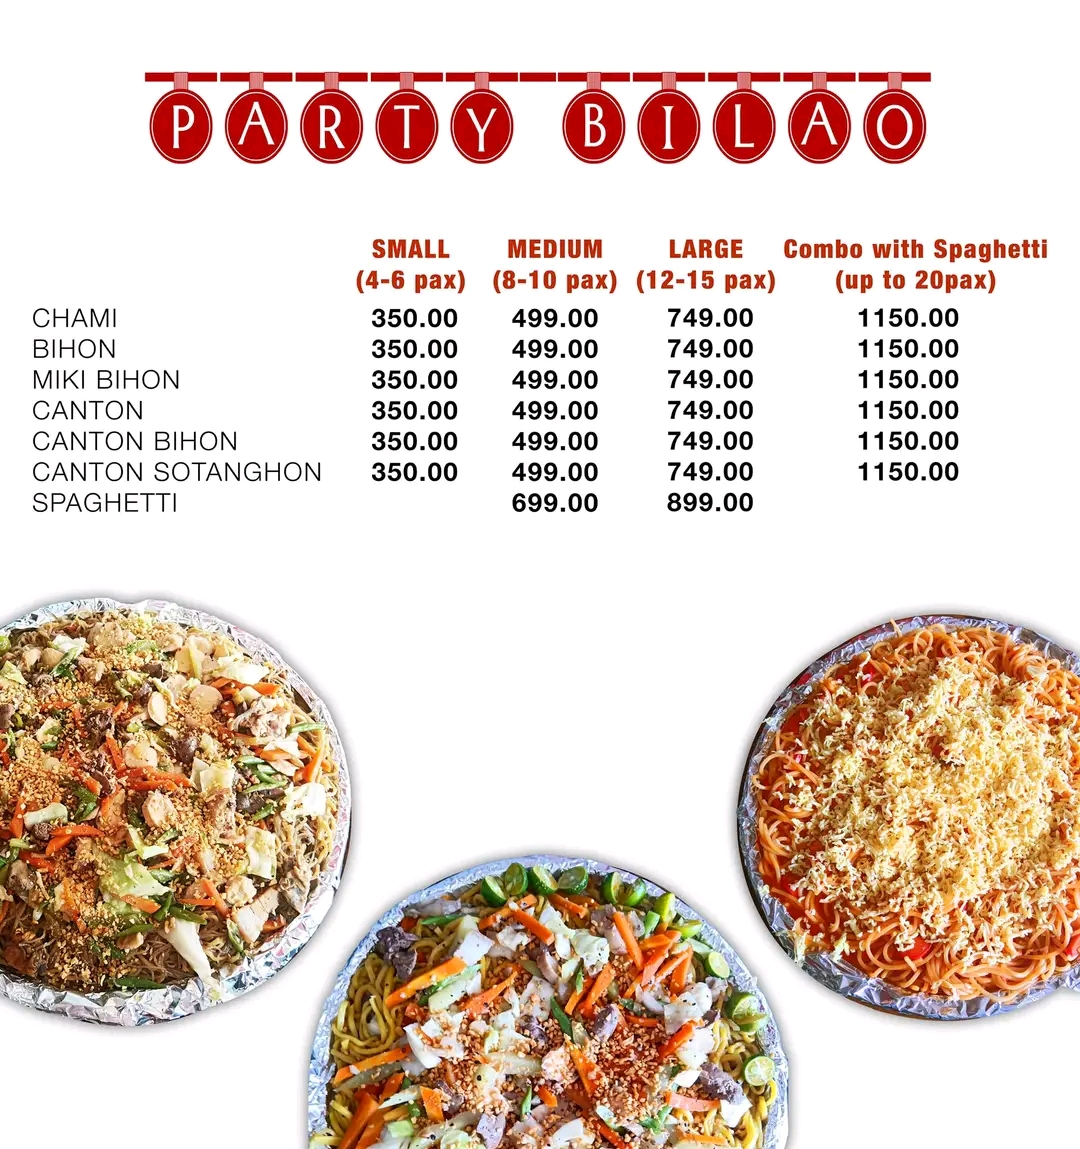 PARTY BILAO
SMALL MEDIUM LARGE Combo with Spaghetti
(4-6 pax) (8-10 pax) (12-15 pax) (up to 20pax)
CHAMI 350.00 499.00 749.00 1150.00
BIHON 350.00 499.00 749.00 1150.00
MIKI BIHON 350.00 499.00 749.00 1150.00
CANTON 350.00 499.00 749.00 1150.00
CANTON BIHON 350.00 499.00 749.00 1150.00
CANTON SOTANGHON 350.00 499.00 749.00 1150.00
SPAGHETTI 699.00 899.00